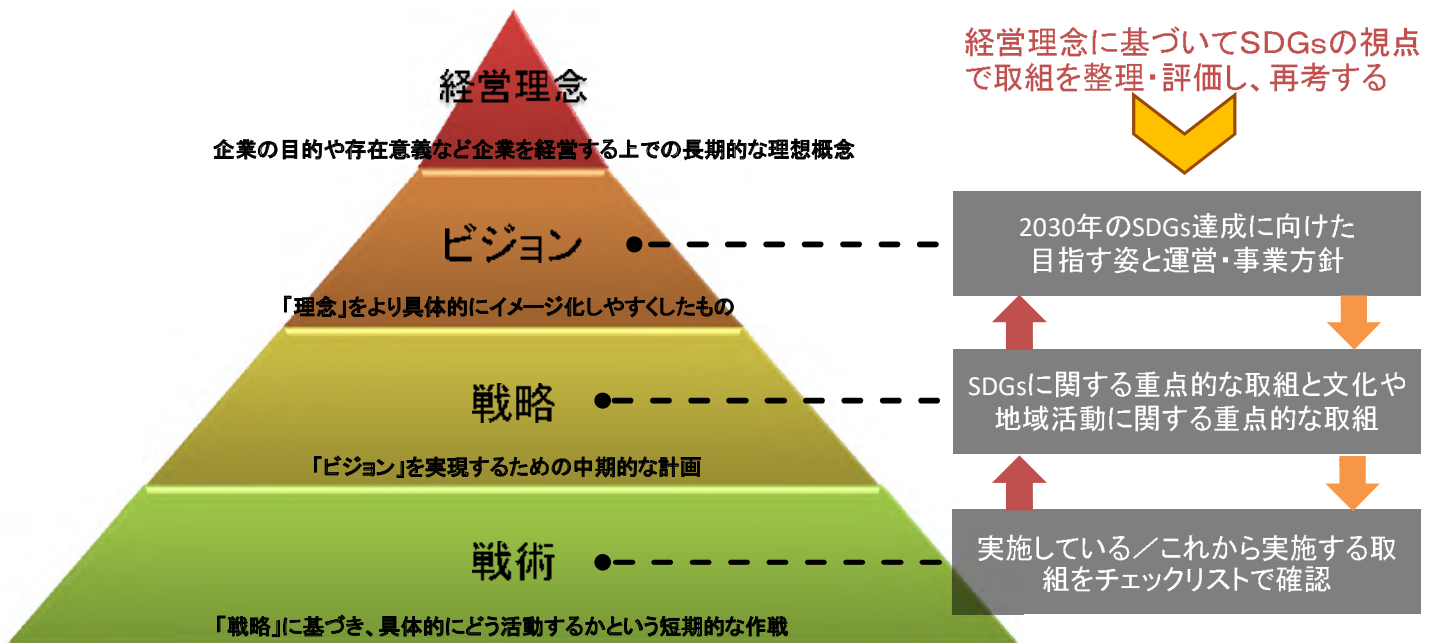 経営理念
企業の目的や存在意義など企業を経営する上での長期的な理想概念
ビジョン
「理念」をより具体的にイメージ化しやすくしたもの
戦略
「ビジョン」を実現するための中期的な計画
戦術
「戦略」に基づき、具体的にどう活動するかという短期的な作戦
経営理念に基づいてSDGsの視点
で取組を整理・評価し、再考する
2030年のSDGs達成に向けた
目指す姿と運営・事業方針
SDGsに関する重点的な取組と文化や
地域活動に関する重点的な取組
実施している／これから実施する取
組をチェックリストで確認